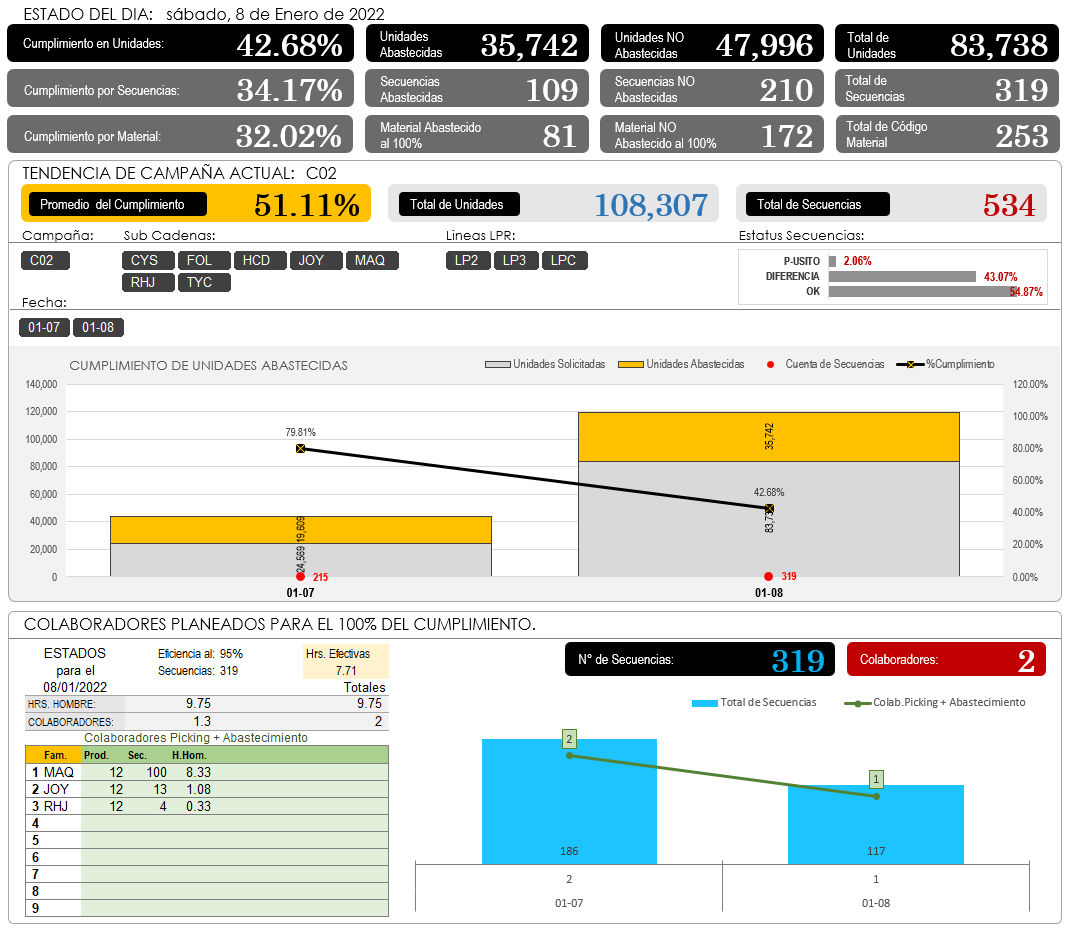 ESTADO DEL DIA: sábado, 8 de Enero de 2022
Cumplimiento en Unidades: 42.68%
Unidades Abastecidas 35,742
Unidades NO Abastecidas 47,996
Total de Unidades 83,738
Cumplimiento por Secuencias: 34.17%
Secuencias Abastecidas 109
Secuencias NO Abastecidas 210
Total de Secuencias 319
Cumplimiento por Material: 32.02%
Material Abastecido al 100% 81
Material NO Abastecido al 100% 172
Total de Código Material 253
TENDENCIA DE CAMPAÑA ACTUAL: C02
Promedio del Cumplimiento 51.11%
Total de Unidades 108,307
Total de Secuencias 534
Campaña: Sub Cadenas: Lineas LPR: Estatus Secuencias:
C02 CYS FOL HCD JOY MAQ LP2 LP3 LPC
RHJ TYC
P-USITO 2.06%
DIFERENCIA 43.07%
OK 54.87%
Fecha:
01-07 01-08
CUMPLIMIENTO DE UNIDADES ABASTECIDAS
Unidades Solicitadas Unidades Abastecidas Cuenta de Secuencias %Cumplimiento
140,000 120.00%
120,000 100.00%
100,000 80.00%
80,000 60.00%
60,000 40.00%
40,000 20.00%
20,000 0.00%
0
79.81%
19,609
24,569
215
35,742
42.68%
319
01-07 01-08
COLABORADORES PLANEADOS PARA EL 100% DEL CUMPLIMIENTO.
ESTADOS Eficiencia al: 95% Hrs. Efectivas
para el Secuencias: 319 7.71
08/01/2022 Totales
HRS. HOMBRE: 9.75 9.75
COLABORADORES: 1.3 2
Colaboradores Picking + Abastecimiento
Fam. Prod. Sec. H.Hom.
1 MAQ 12 100 8.33
2 JOY 12 13 1.08
3 RHJ 12 4 0.33
4
5
6
7
8
9
N° de Secuencias: 319
Colaboradores: 2
Total de Secuencias Colab.Picking + Abastecimiento
2
1
186 117
2 1
01-07 01-08